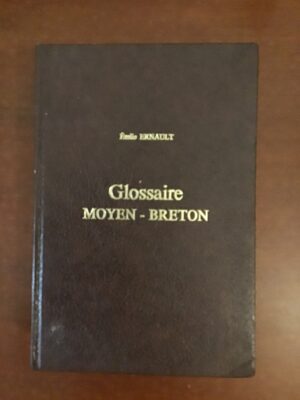 Émile ERNAULT
Glossaire
MOYEN - BRETON